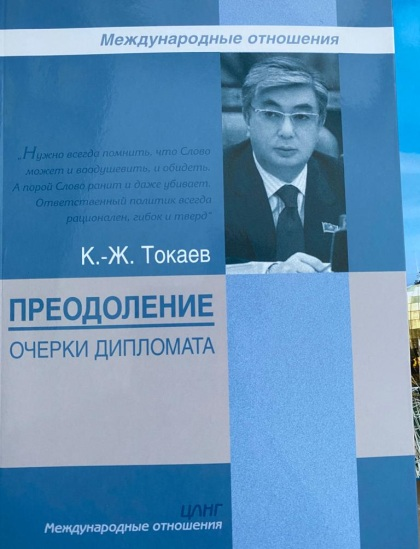 Международные отношения
„Нужно всегда помнить, что Слово
может и воодушевить, и обидеть.
А порой Слово ранит и даже убивает.
Ответственный политик всегда
рационален, гибок и тверд"
К.-Ж. Токаев
ПРЕОДОЛЕНИЕ
ОЧЕРКИ ДИПЛОМАТА
Международные отношения